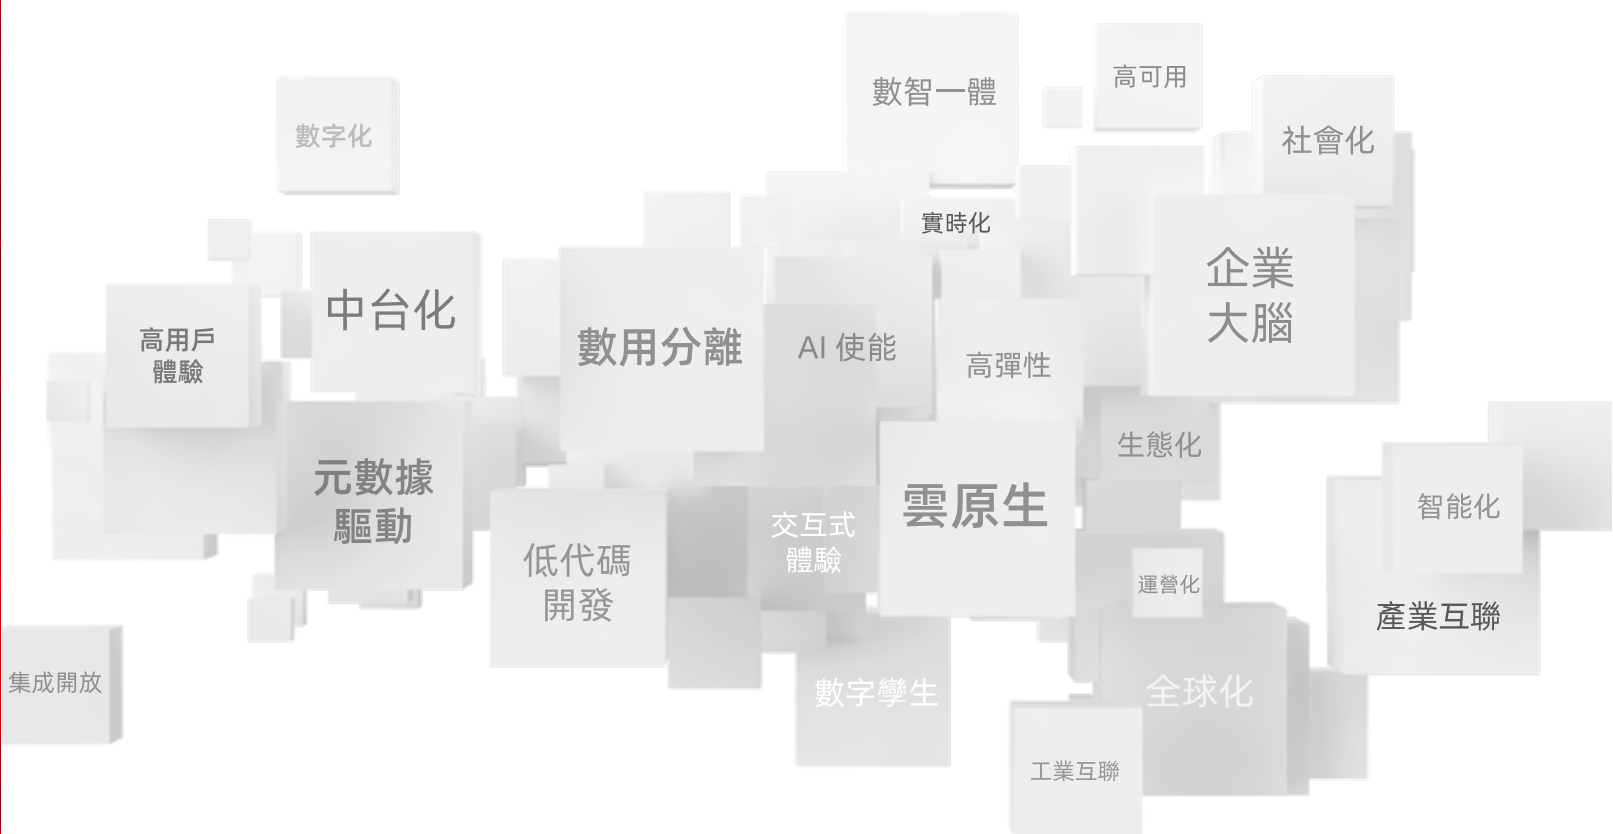 數智一體
高可用
數字化
社會化
實時化
企業
大腦
中台化
高用戶
體驗
數用分離
AI 使能
高彈性
生態化
元數據
驅動
雲原生
智能化
交互式
體驗
低代碼
開發
運營化
產業互聯
集成開放
數字孿生
全球化
工業互聯